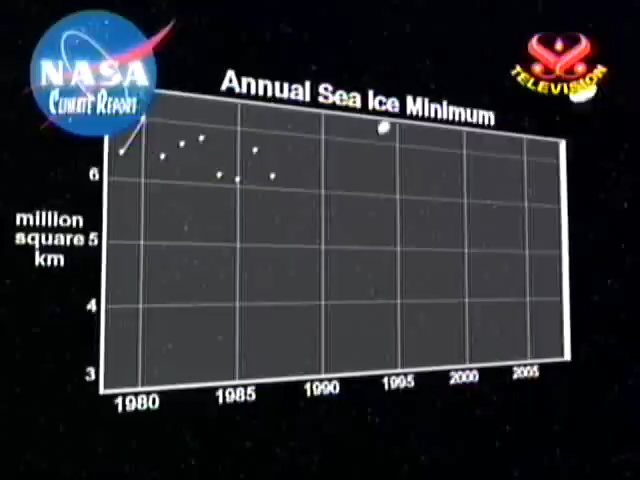 NASA
CLIMATE REPORT
TELEVISION
Annual Sea Ice Minimum
6
million
square 5
km
4
3
1980 1985 1990 1995 2000 2005